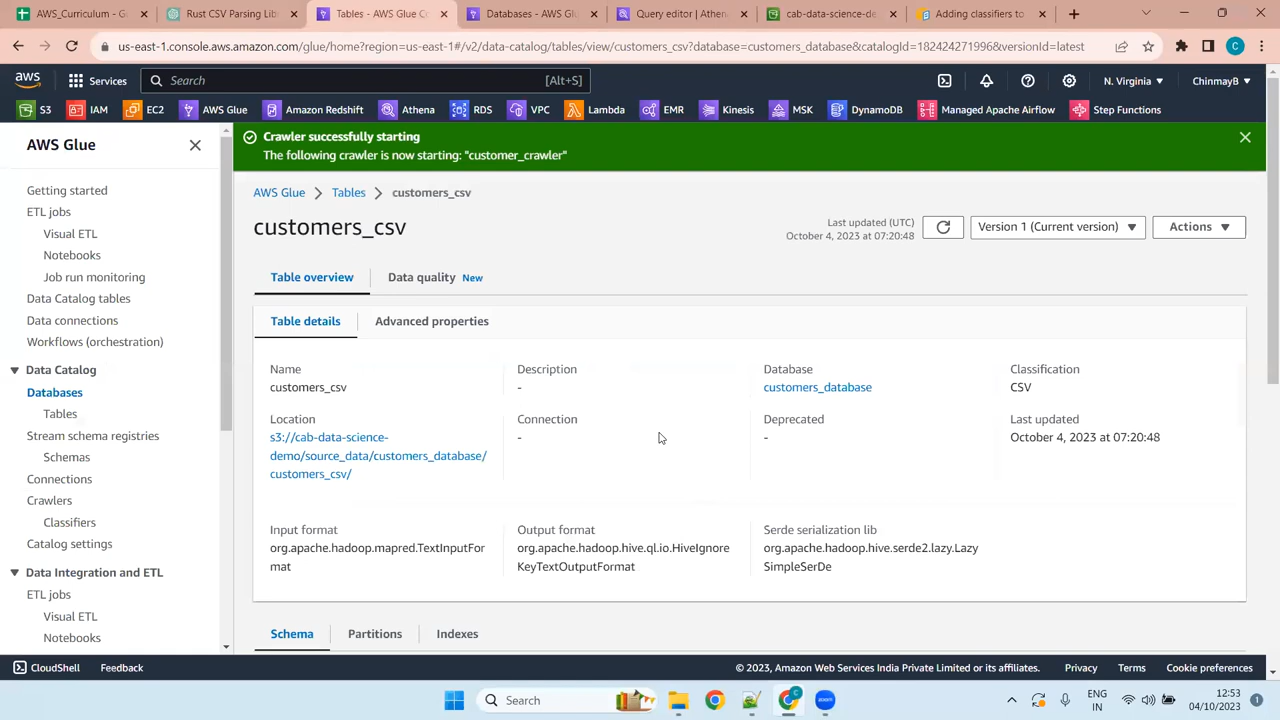 AWS_Curriculum - G
Rust CSV Parsing Lib
Tables - AWS Glue C
Databases - AWS Glu
Query editor | Athen
cab-data-science-de
Adding classifiers to
us-east-1.console.aws.amazon.com/glue/home?region=us-east-1#/v2/data-catalog/tables/view/customers_csv?database=customers_database&catalogId=182424271996&versionId=latest
C
aws
Services
Search
[Alt+S]
N. Virginia
ChinmayB
S3
IAM
EC2
AWS Glue
Amazon Redshift
Athena
RDS
VPC
Lambda
EMR
Kinesis
MSK
DynamoDB
Managed Apache Airflow
Step Functions
AWS Glue
Getting started
ETL jobs
Visual ETL
Notebooks
Job run monitoring
Data Catalog tables
Data connections
Workflows (orchestration)
Data Catalog
Databases
Tables
Stream schema registries
Schemas
Connections
Crawlers
Classifiers
Catalog settings
Data Integration and ETL
ETL jobs
Visual ETL
Notebooks
Crawler successfully starting
The following crawler is now starting: "customer_crawler"
AWS Glue
Tables
customers_csv
customers_csv
Last updated (UTC)
October 4, 2023 at 07:20:48
Version 1 (Current version)
Actions
Table overview
Data quality New
Table details
Advanced properties
Name
customers_csv
Description
-
Database
customers_database
Classification
CSV
Location
s3://cab-data-science-
demo/source_data/customers_database/
customers_csv/
Connection
-
Deprecated
-
Last updated
October 4, 2023 at 07:20:48
Input format
org.apache.hadoop.mapred.TextInputFor
mat
Output format
org.apache.hadoop.hive.ql.io.HiveIgnore
KeyTextOutputFormat
Serde serialization lib
org.apache.hadoop.hive.serde2.lazy.Lazy
SimpleSerDe
Schema
Partitions
Indexes
CloudShell
Feedback
© 2023, Amazon Web Services India Private Limited or its affiliates.
Privacy
Terms
Cookie preferences
Search
C
zoom
ENG
IN
12:53
04/10/2023
1